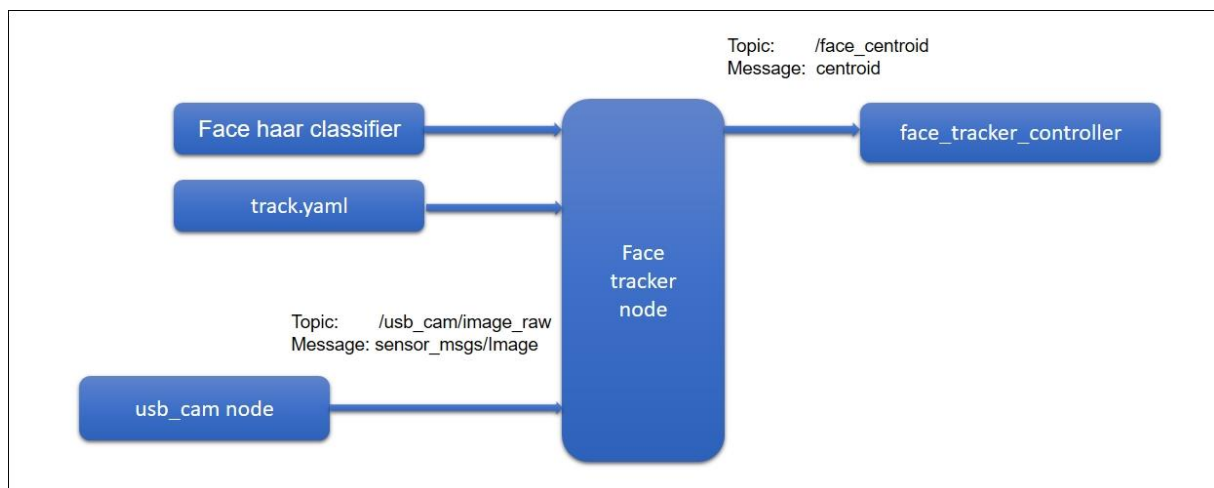 Topic: /face_centroid
Message: centroid
Face haar classifier
face_tracker_controller
track.yaml
Face
tracker
node
Topic: /usb_cam/image_raw
Message: sensor_msgs/Image
usb_cam node